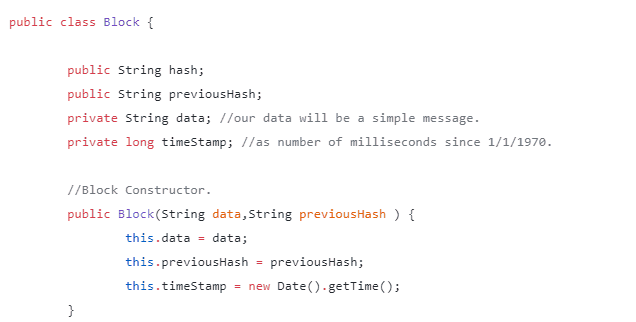 public class Block {
public String hash;
public String previousHash;
private String data; //our data will be a simple message.
private long timeStamp; //as number of milliseconds since 1/1/1970.
//Block Constructor.
public Block(String data,String previousHash ) {
this.data = data;
this.previousHash = previousHash;
this.timeStamp = new Date().getTime();
}